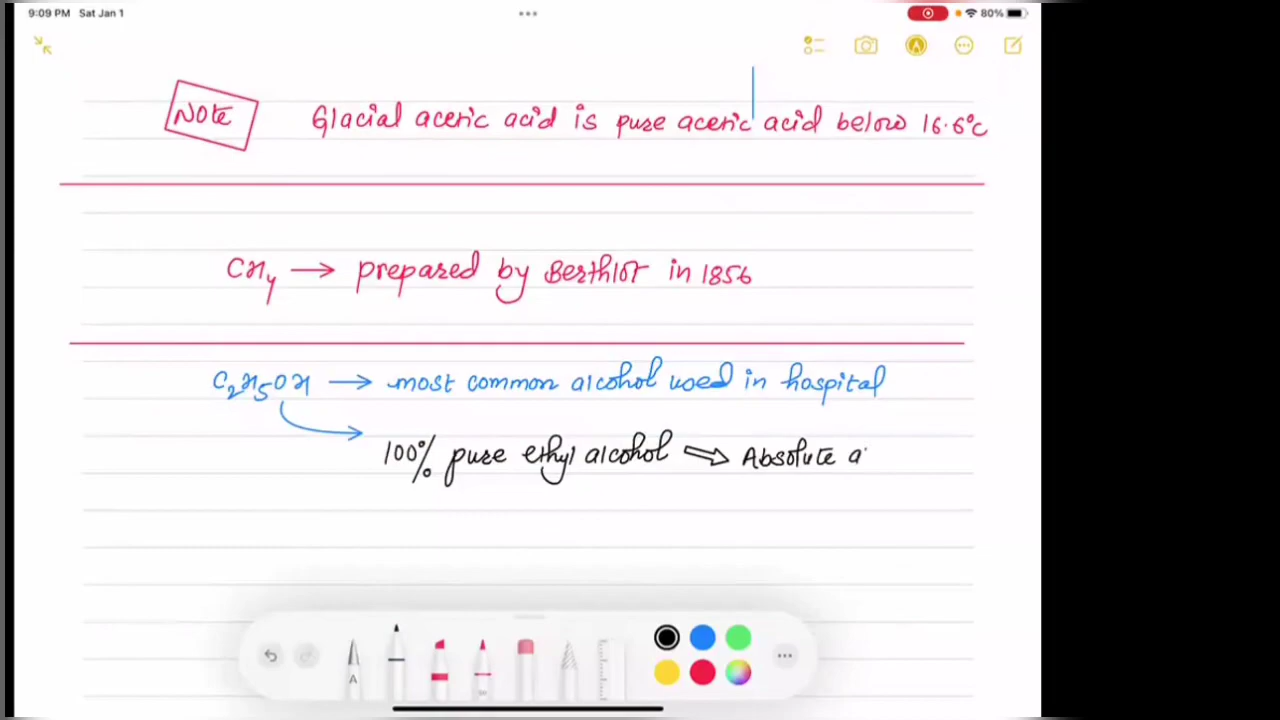 9:09 PM Sat Jan 1
80%
Note
Glacial acetic acid is pure acetic acid below 16.6°C
CH4 → prepared by Berthlot in 1856
C2H5OH → most common alcohol used in hospital
100% pure ethyl alcohol ⇒ Absolute a
A